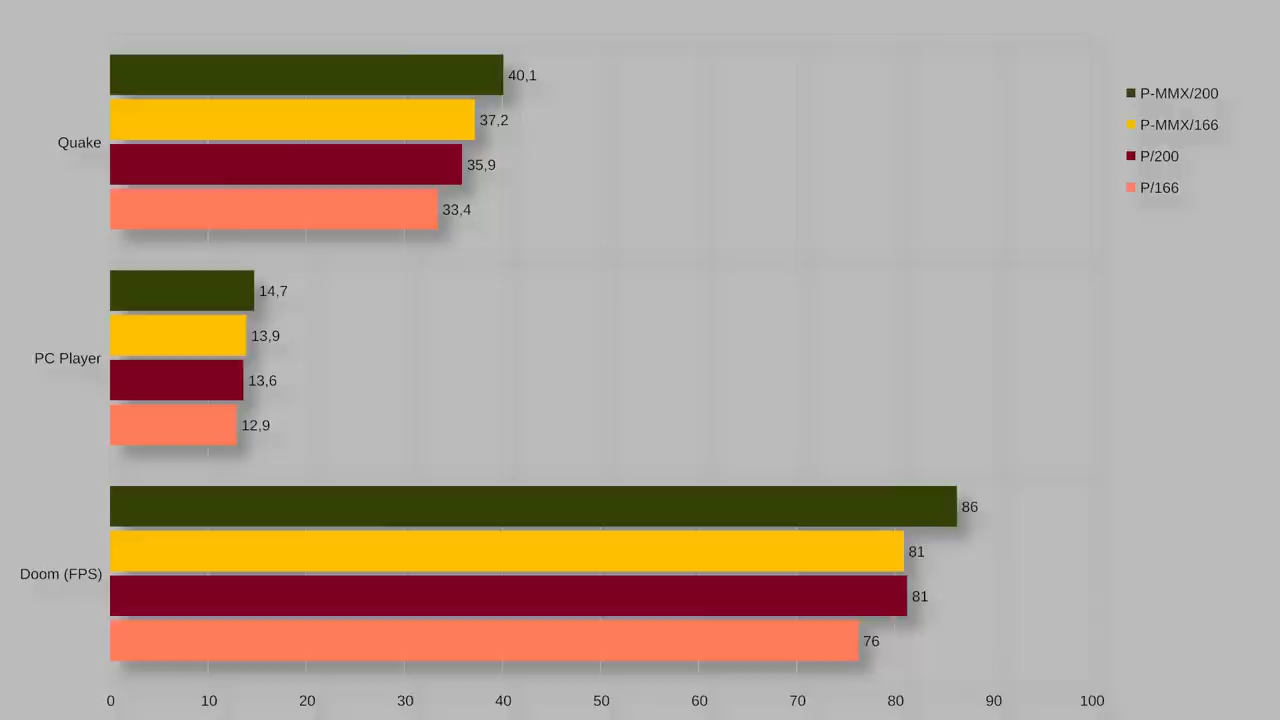 40,1
37,2
Quake
35,9
33,4
14,7
13,9
PC Player
13,6
12,9
86
81
Doom (FPS)
81
76
0 10 20 30 40 50 60 70 80 90 100
P-MMX/200
P-MMX/166
P/200
P/166